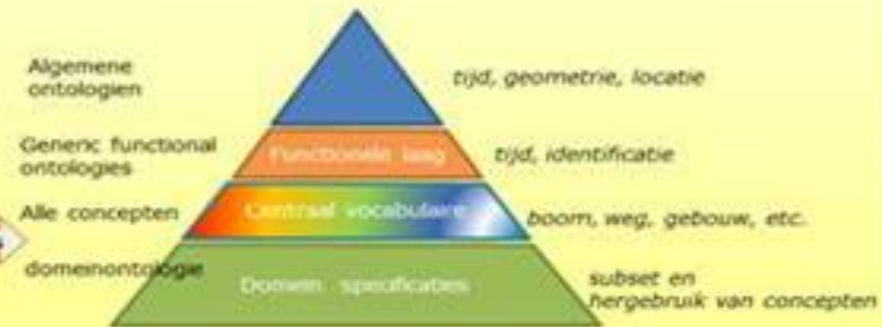 Algemene
ontologien
tijd, geometrie, locatie
Generic functional
ontologies
Functionele laag
tijd, identificatie
Alle concepten
Centraal vocabulaire
boom, weg, gebouw, etc.
domeinontologie
Domein specificaties
subset en
hergebruik van concepten